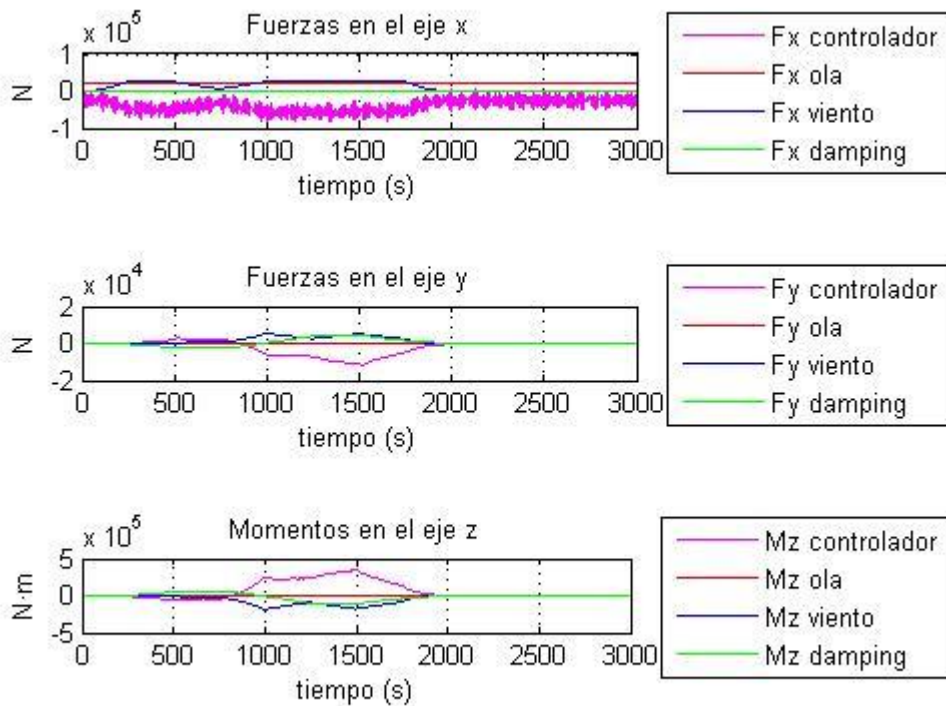 x 10^5
Fuerzas en el eje x
N
1
0
-1
0 500 1000 1500 2000 2500 3000
tiempo (s)
Fx controlador
Fx ola
Fx viento
Fx damping
x 10^4
Fuerzas en el eje y
N
2
0
-2
0 500 1000 1500 2000 2500 3000
tiempo (s)
Fy controlador
Fy ola
Fy viento
Fy damping
x 10^5
Momentos en el eje z
N·m
5
0
-5
0 500 1000 1500 2000 2500 3000
tiempo (s)
Mz controlador
Mz ola
Mz viento
Mz damping